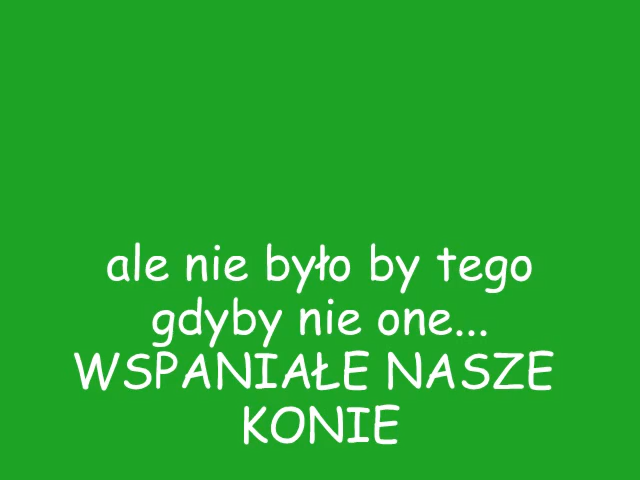 ale nie było by tego
gdyby nie one...
WSPANIAŁE NASZE
KONIE